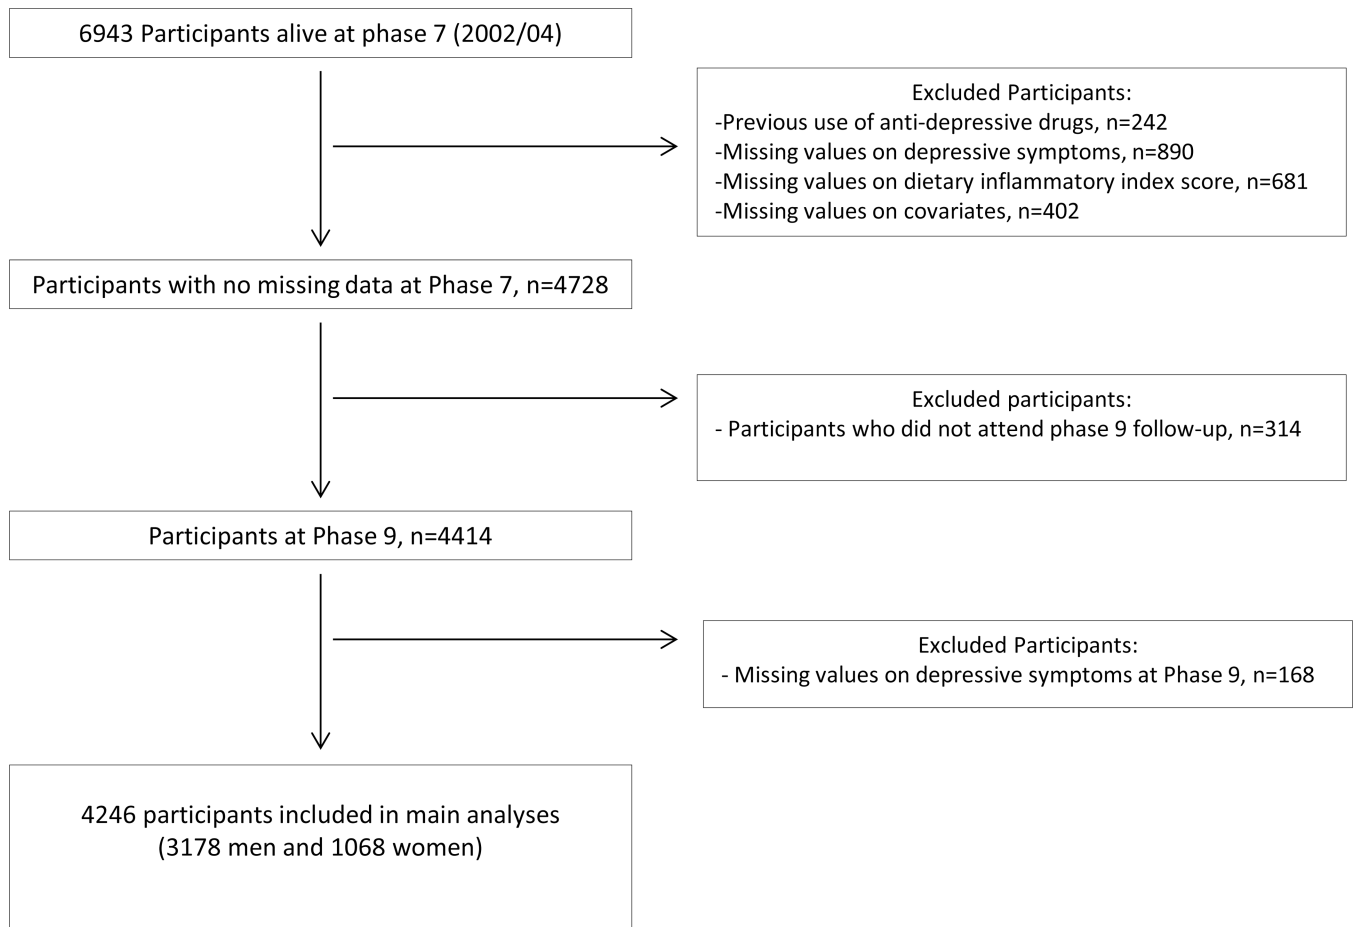 6943 Participants alive at phase 7 (2002/04)
Excluded Participants:
-Previous use of anti-depressive drugs, n=242
-Missing values on depressive symptoms, n=890
-Missing values on dietary inflammatory index score, n=681
-Missing values on covariates, n=402
Participants with no missing data at Phase 7, n=4728
Excluded participants:
- Participants who did not attend phase 9 follow-up, n=314
Participants at Phase 9, n=4414
Excluded Participants:
- Missing values on depressive symptoms at Phase 9, n=168
4246 participants included in main analyses
(3178 men and 1068 women)